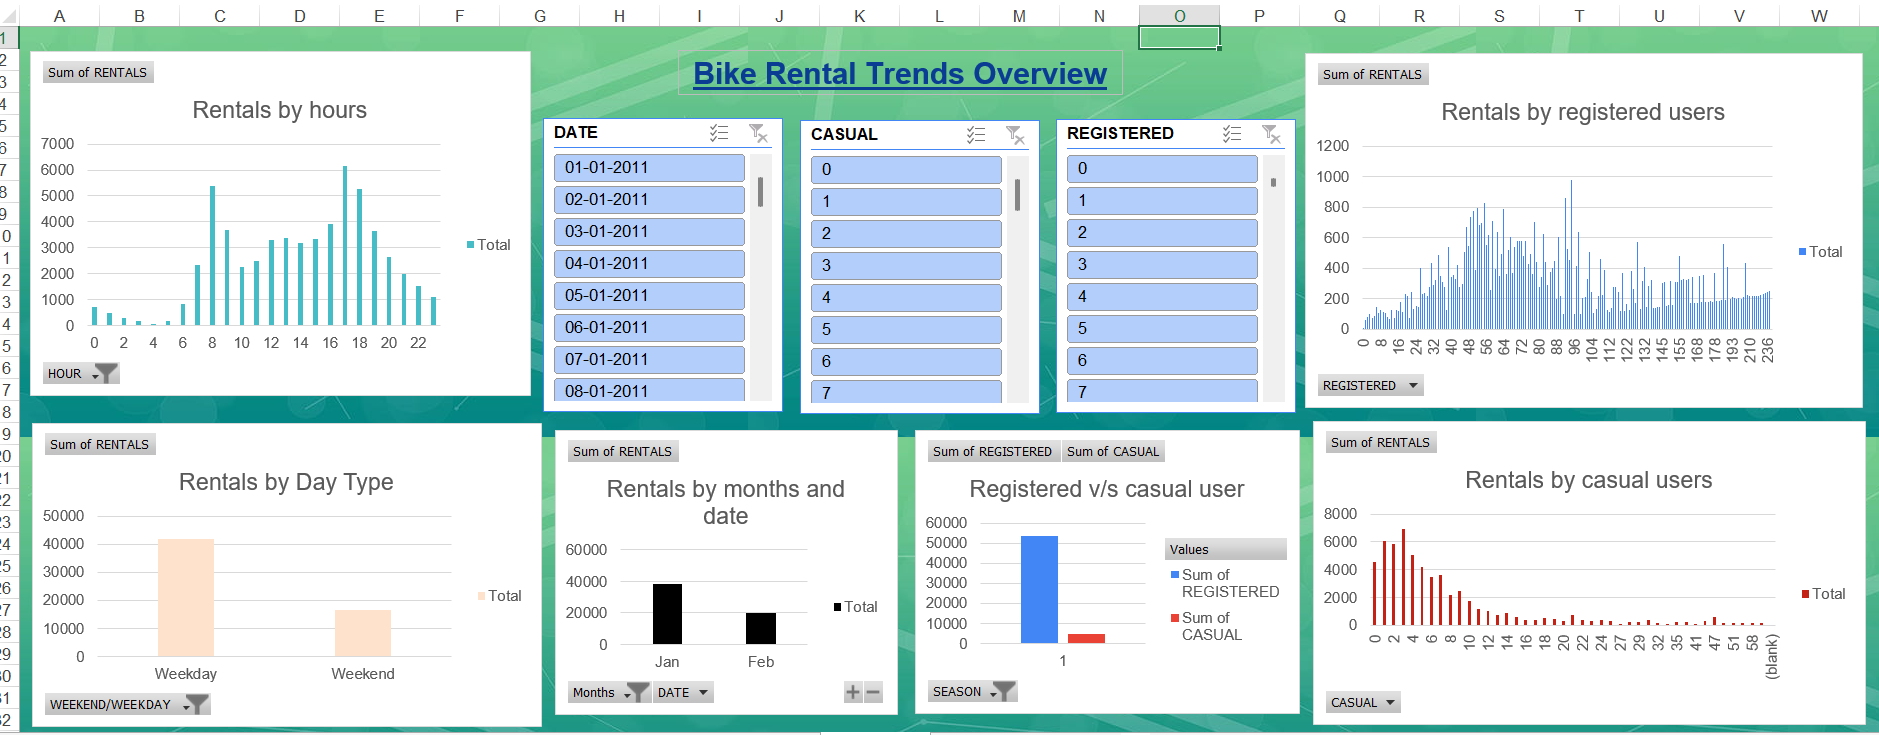 A B C D E F G H I J K L M N O P Q R S T U V W
Bike Rental Trends Overview
Sum of RENTALS
Rentals by hours
7000
6000
5000
4000
3000
2000
1000
0
0 2 4 6 8 10 12 14 16 18 20 22
Total
HOUR
DATE
01-01-2011
02-01-2011
03-01-2011
04-01-2011
05-01-2011
06-01-2011
07-01-2011
08-01-2011
CASUAL
0
1
2
3
4
5
6
7
REGISTERED
0
1
2
3
4
5
6
7
Sum of RENTALS
Rentals by registered users
1200
1000
800
600
400
200
0
0 8 16 24 32 40 48 56 64 72 80 88 96 104 112 122 132 145 155 168 178 193 210 236
Total
REGISTERED
Sum of RENTALS
Rentals by Day Type
50000
40000
30000
20000
10000
0
Weekday Weekend
Total
WEEKEND/WEEKDAY
Sum of RENTALS
Rentals by months and
date
60000
40000
20000
0
Jan Feb
Total
Months DATE
Sum of REGISTERED Sum of CASUAL
Registered v/s casual user
60000
50000
40000
30000
20000
10000
0
1
Values
Sum of
REGISTERED
Sum of
CASUAL
SEASON
Sum of RENTALS
Rentals by casual users
8000
6000
4000
2000
0
0 2 4 6 8 10 12 14 16 18 20 22 24 27 29 32 35 41 47 51 58 (blank)
Total
CASUAL